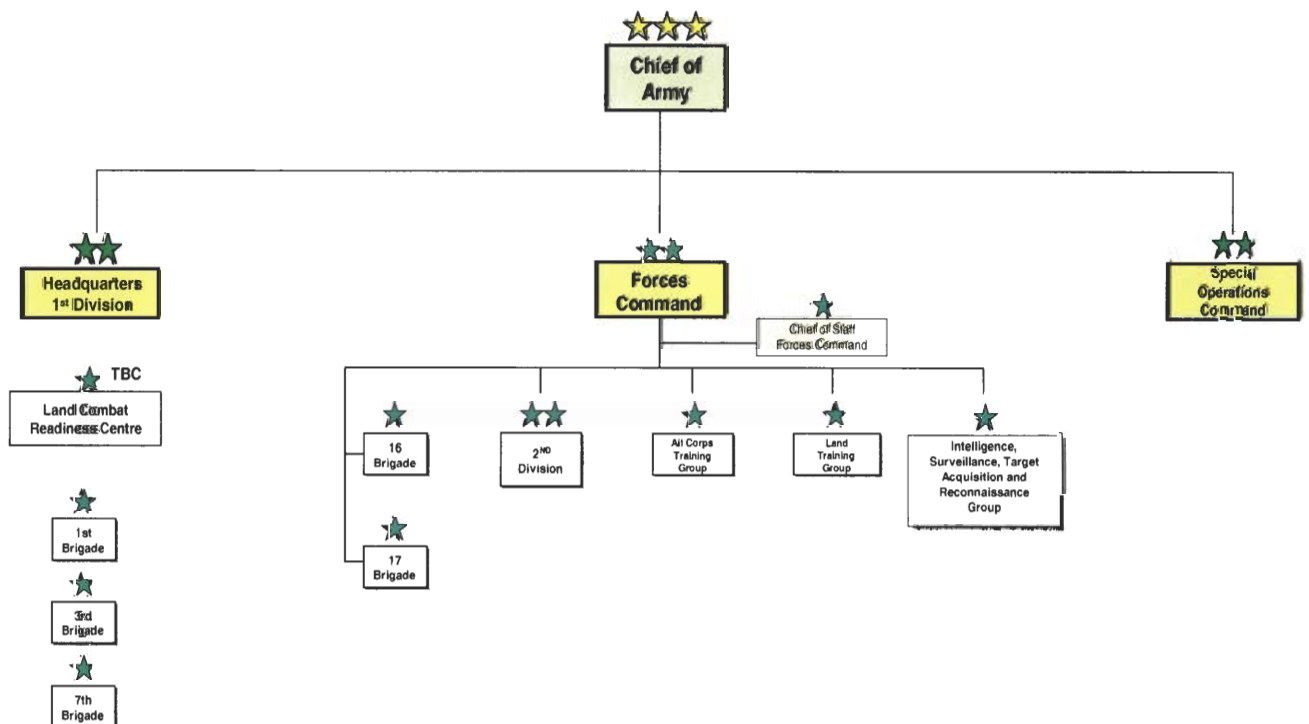 Chief of
Army
Headquarters
1st Division
Forces
Command
Special
Operations
Command
Chief of Staff
Forces Command
TBC
Land Combat
Readiness Centre
16
Brigade
2ND
Division
All Corps
Training
Group
Land
Training
Group
Intelligence,
Surveillance, Target
Acquisition and
Reconnaissance
Group
1st
Brigade
17
Brigade
3rd
Brigade
7th
Brigade